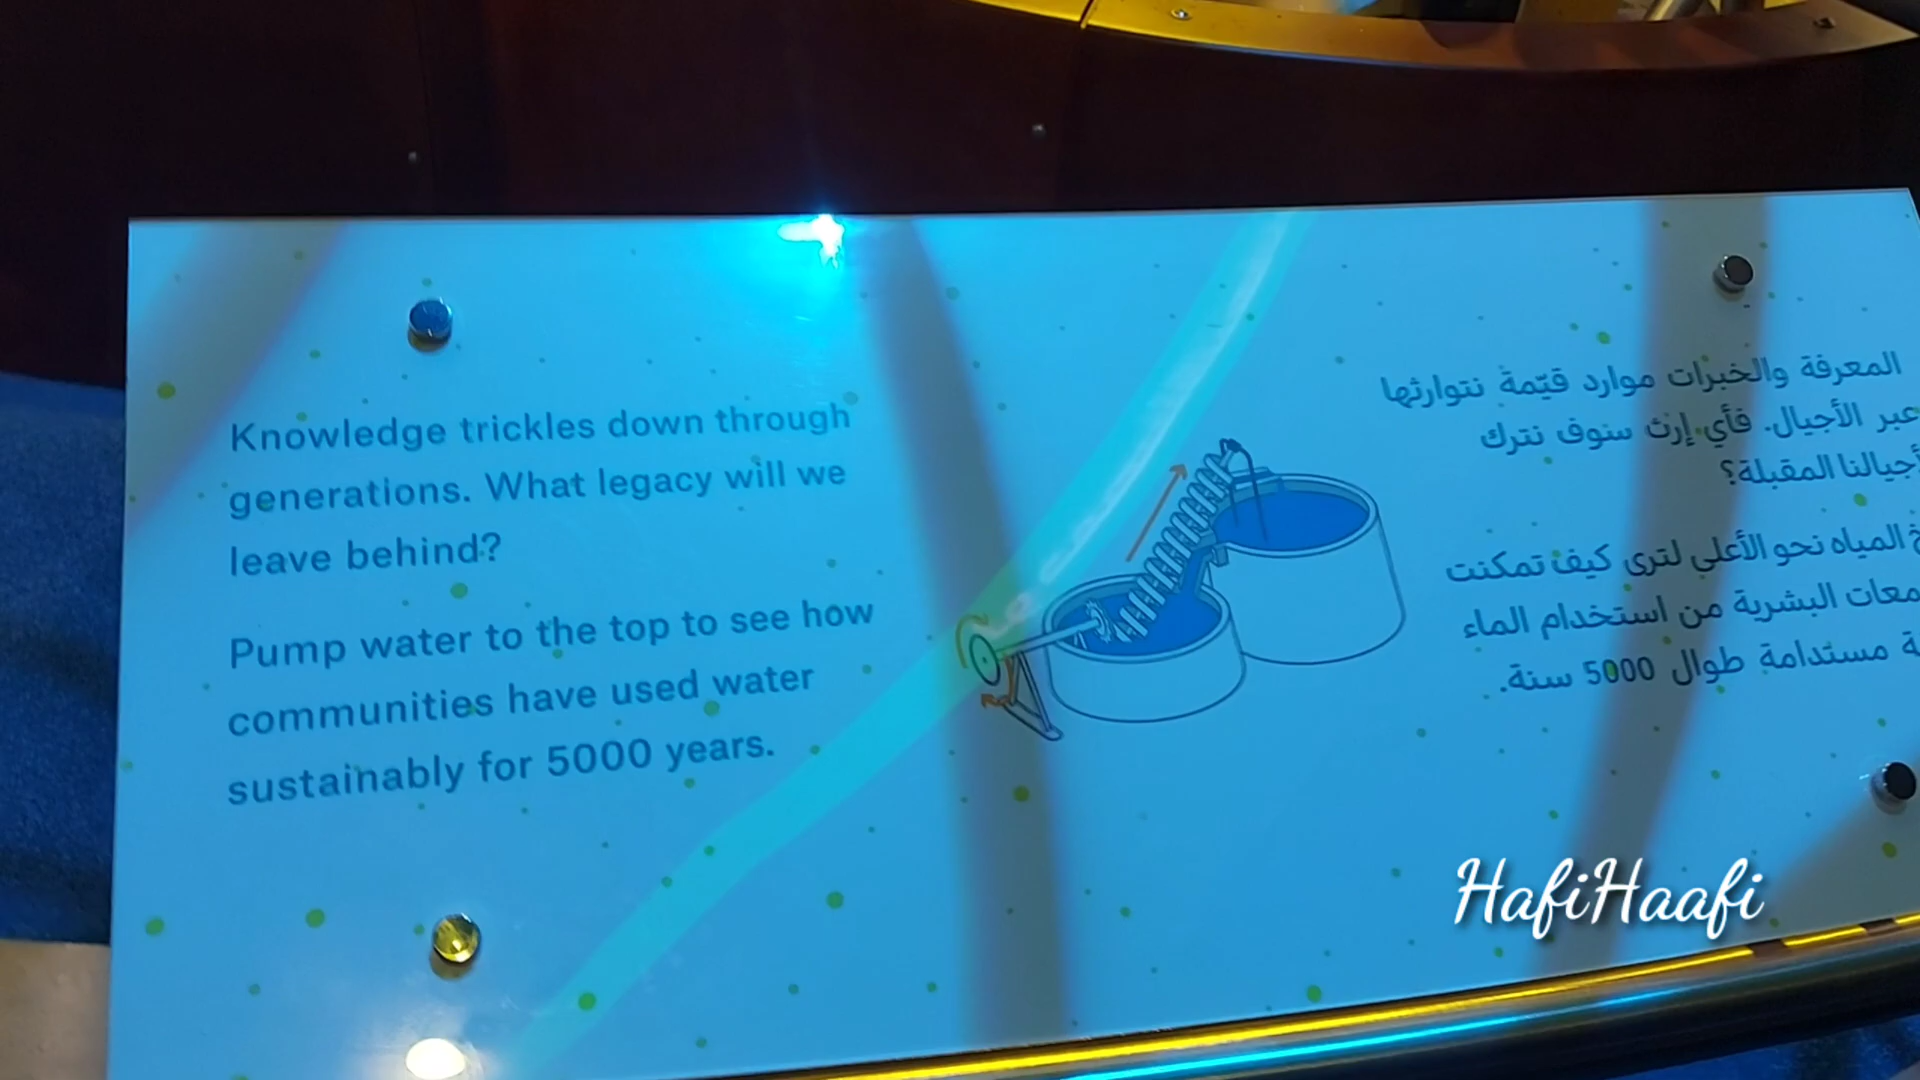 Knowledge trickles down through
generations. What legacy will we
leave behind?
Pump water to the top to see how
communities have used water
sustainably for 5000 years.
المعرفة والخبرات موارد قيّمة نتوارثها
عبر الأجيال. فأي إرث سوف نترك
أجيالنا المقبلة؟
المياه نحو الأعلى لترى كيف تمكنت
البشرية من استخدام الماء
مستدامة طوال 5000 سنة.
HafiHaafi